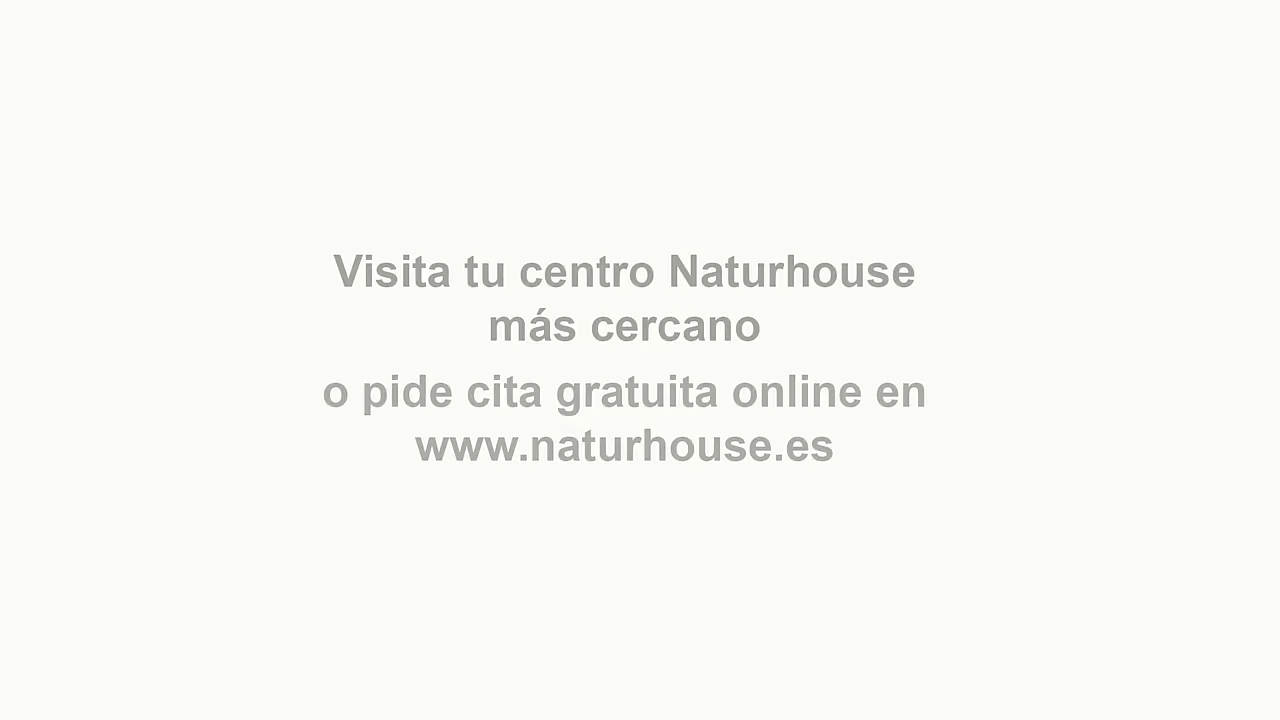 Visita tu centro Naturhouse
más cercano
o pide cita gratuita online en
www.naturhouse.es